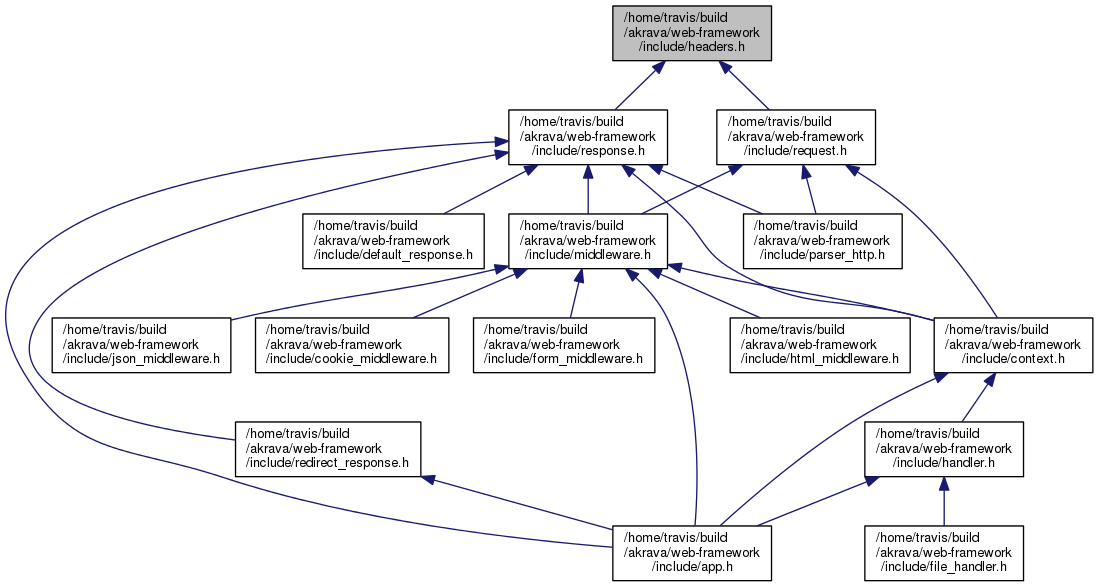 /home/travis/build
/akrava/web-framework
/include/headers.h
/home/travis/build
/akrava/web-framework
/include/response.h
/home/travis/build
/akrava/web-framework
/include/request.h
/home/travis/build
/akrava/web-framework
/include/default_response.h
/home/travis/build
/akrava/web-framework
/include/middleware.h
/home/travis/build
/akrava/web-framework
/include/parser_http.h
/home/travis/build
/akrava/web-framework
/include/json_middleware.h
/home/travis/build
/akrava/web-framework
/include/cookie_middleware.h
/home/travis/build
/akrava/web-framework
/include/form_middleware.h
/home/travis/build
/akrava/web-framework
/include/html_middleware.h
/home/travis/build
/akrava/web-framework
/include/context.h
/home/travis/build
/akrava/web-framework
/include/redirect_response.h
/home/travis/build
/akrava/web-framework
/include/handler.h
/home/travis/build
/akrava/web-framework
/include/app.h
/home/travis/build
/akrava/web-framework
/include/file_handler.h